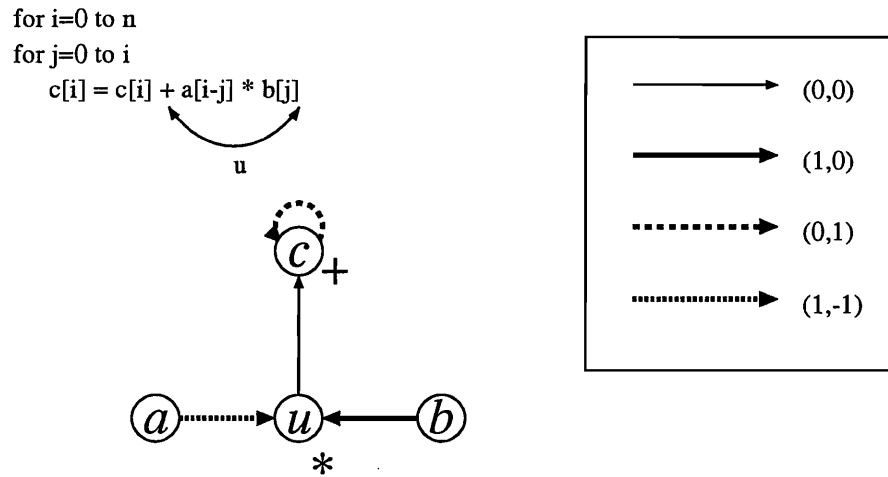 for i=0 to n
for j=0 to i
c[i] = c[i] + a[i-j] * b[j]
u
(0,0)
(1,0)
(0,1)
(1,-1)
c
+
a
u
b
*